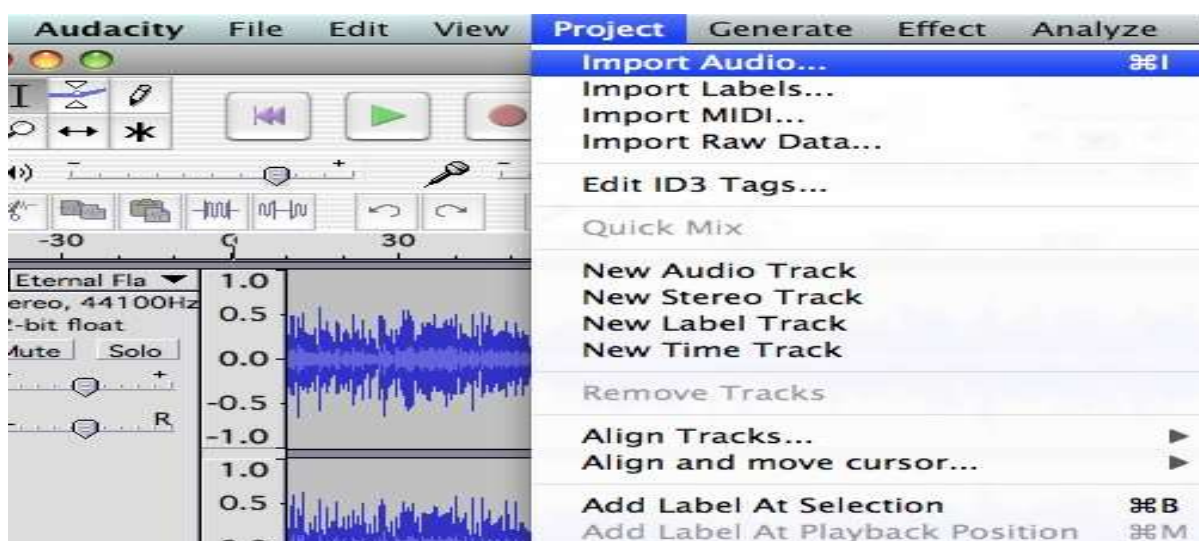 Audacity File Edit View Project Generate Effect Analyze
Import Audio... ⌘I
Import Labels...
Import MIDI...
Import Raw Data...
Edit ID3 Tags...
Quick Mix
New Audio Track
New Stereo Track
New Label Track
New Time Track
Remove Tracks
Align Tracks...
Align and move cursor...
Add Label At Selection ⌘B
Add Label At Playback Position ⌘M
-30 0 30
Eternal Fla
ereo, 44100Hz
-bit float
Mute Solo
- +
R
1.0
0.5
0.0
-0.5
-1.0
1.0
0.5